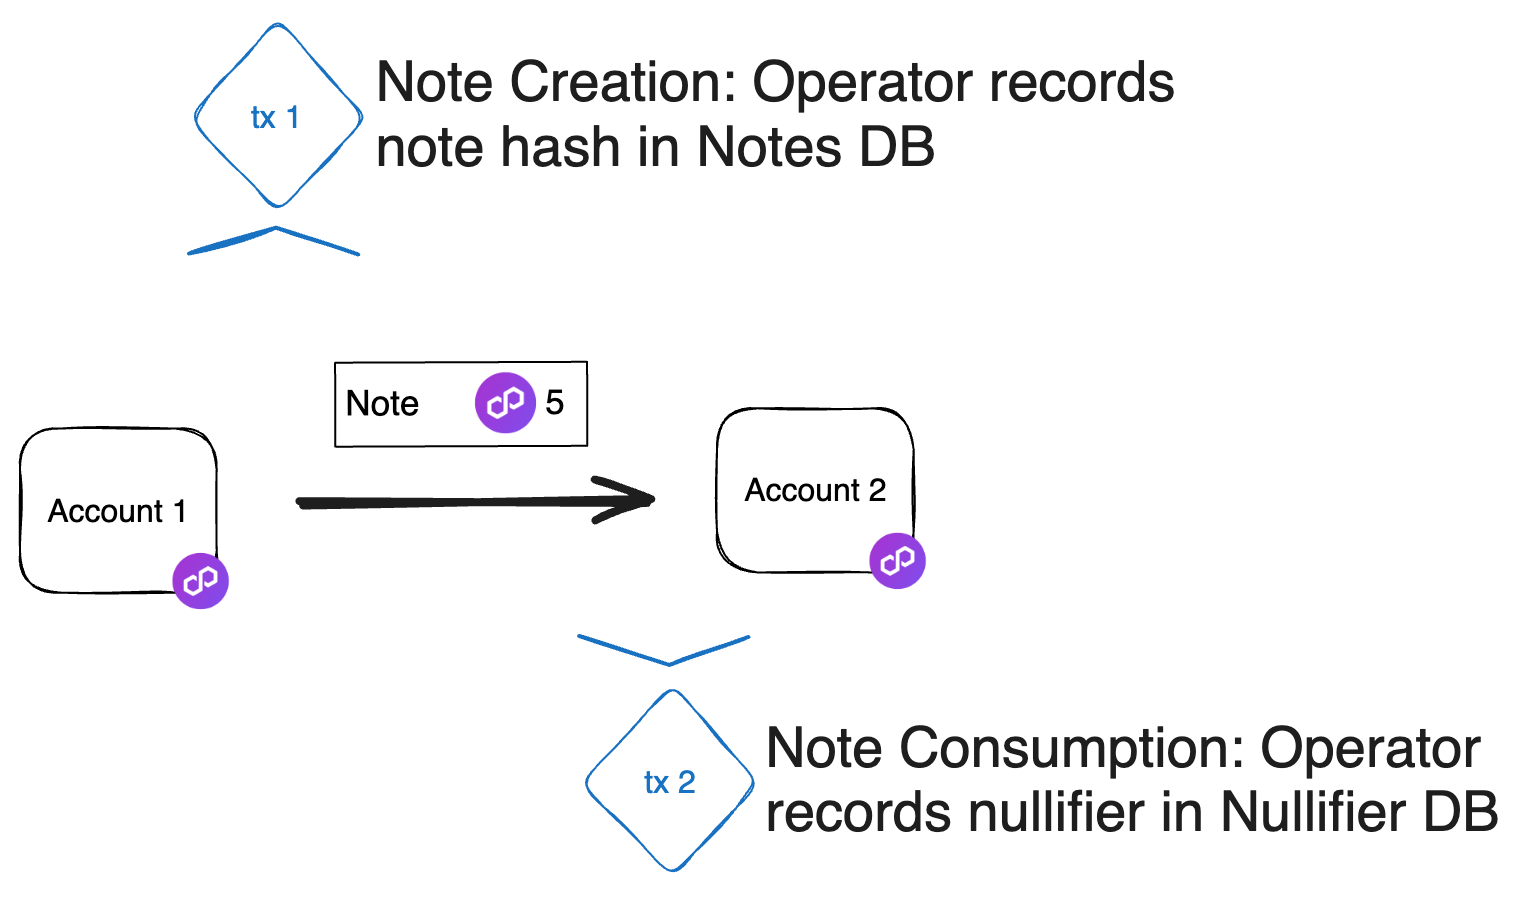 tx 1
Note Creation: Operator records
note hash in Notes DB
Note 5
Account 1
Account 2
tx 2
Note Consumption: Operator
records nullifier in Nullifier DB